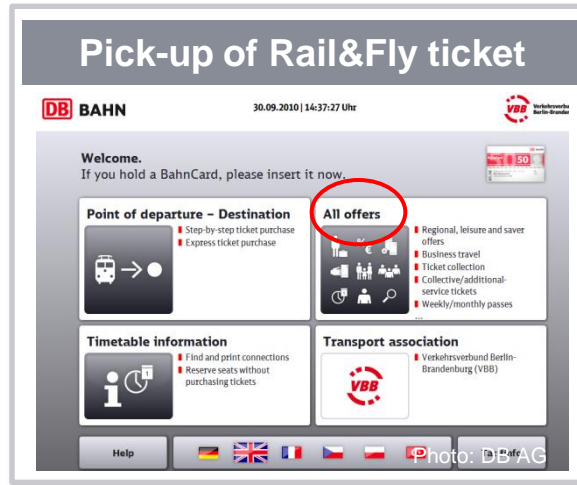 Pick-up of Rail&Fly ticket
DB BAHN
30.09.2010 | 14:37:27 Uhr
VBB
Welcome.
If you hold a BahnCard, please insert it now.
50
Point of departure – Destination
Step-by-step ticket purchase
Express ticket purchase
All offers
Regional, leisure and saver
offers
Business travel
Ticket collection
Collective/additional-
service tickets
Weekly/monthly passes
...
Timetable information
Find and print connections
Reserve seats without
purchasing tickets
Transport association
VBB
Verkehrsverbund Berlin-
Brandenburg (VBB)
Help
Photo: DB AG